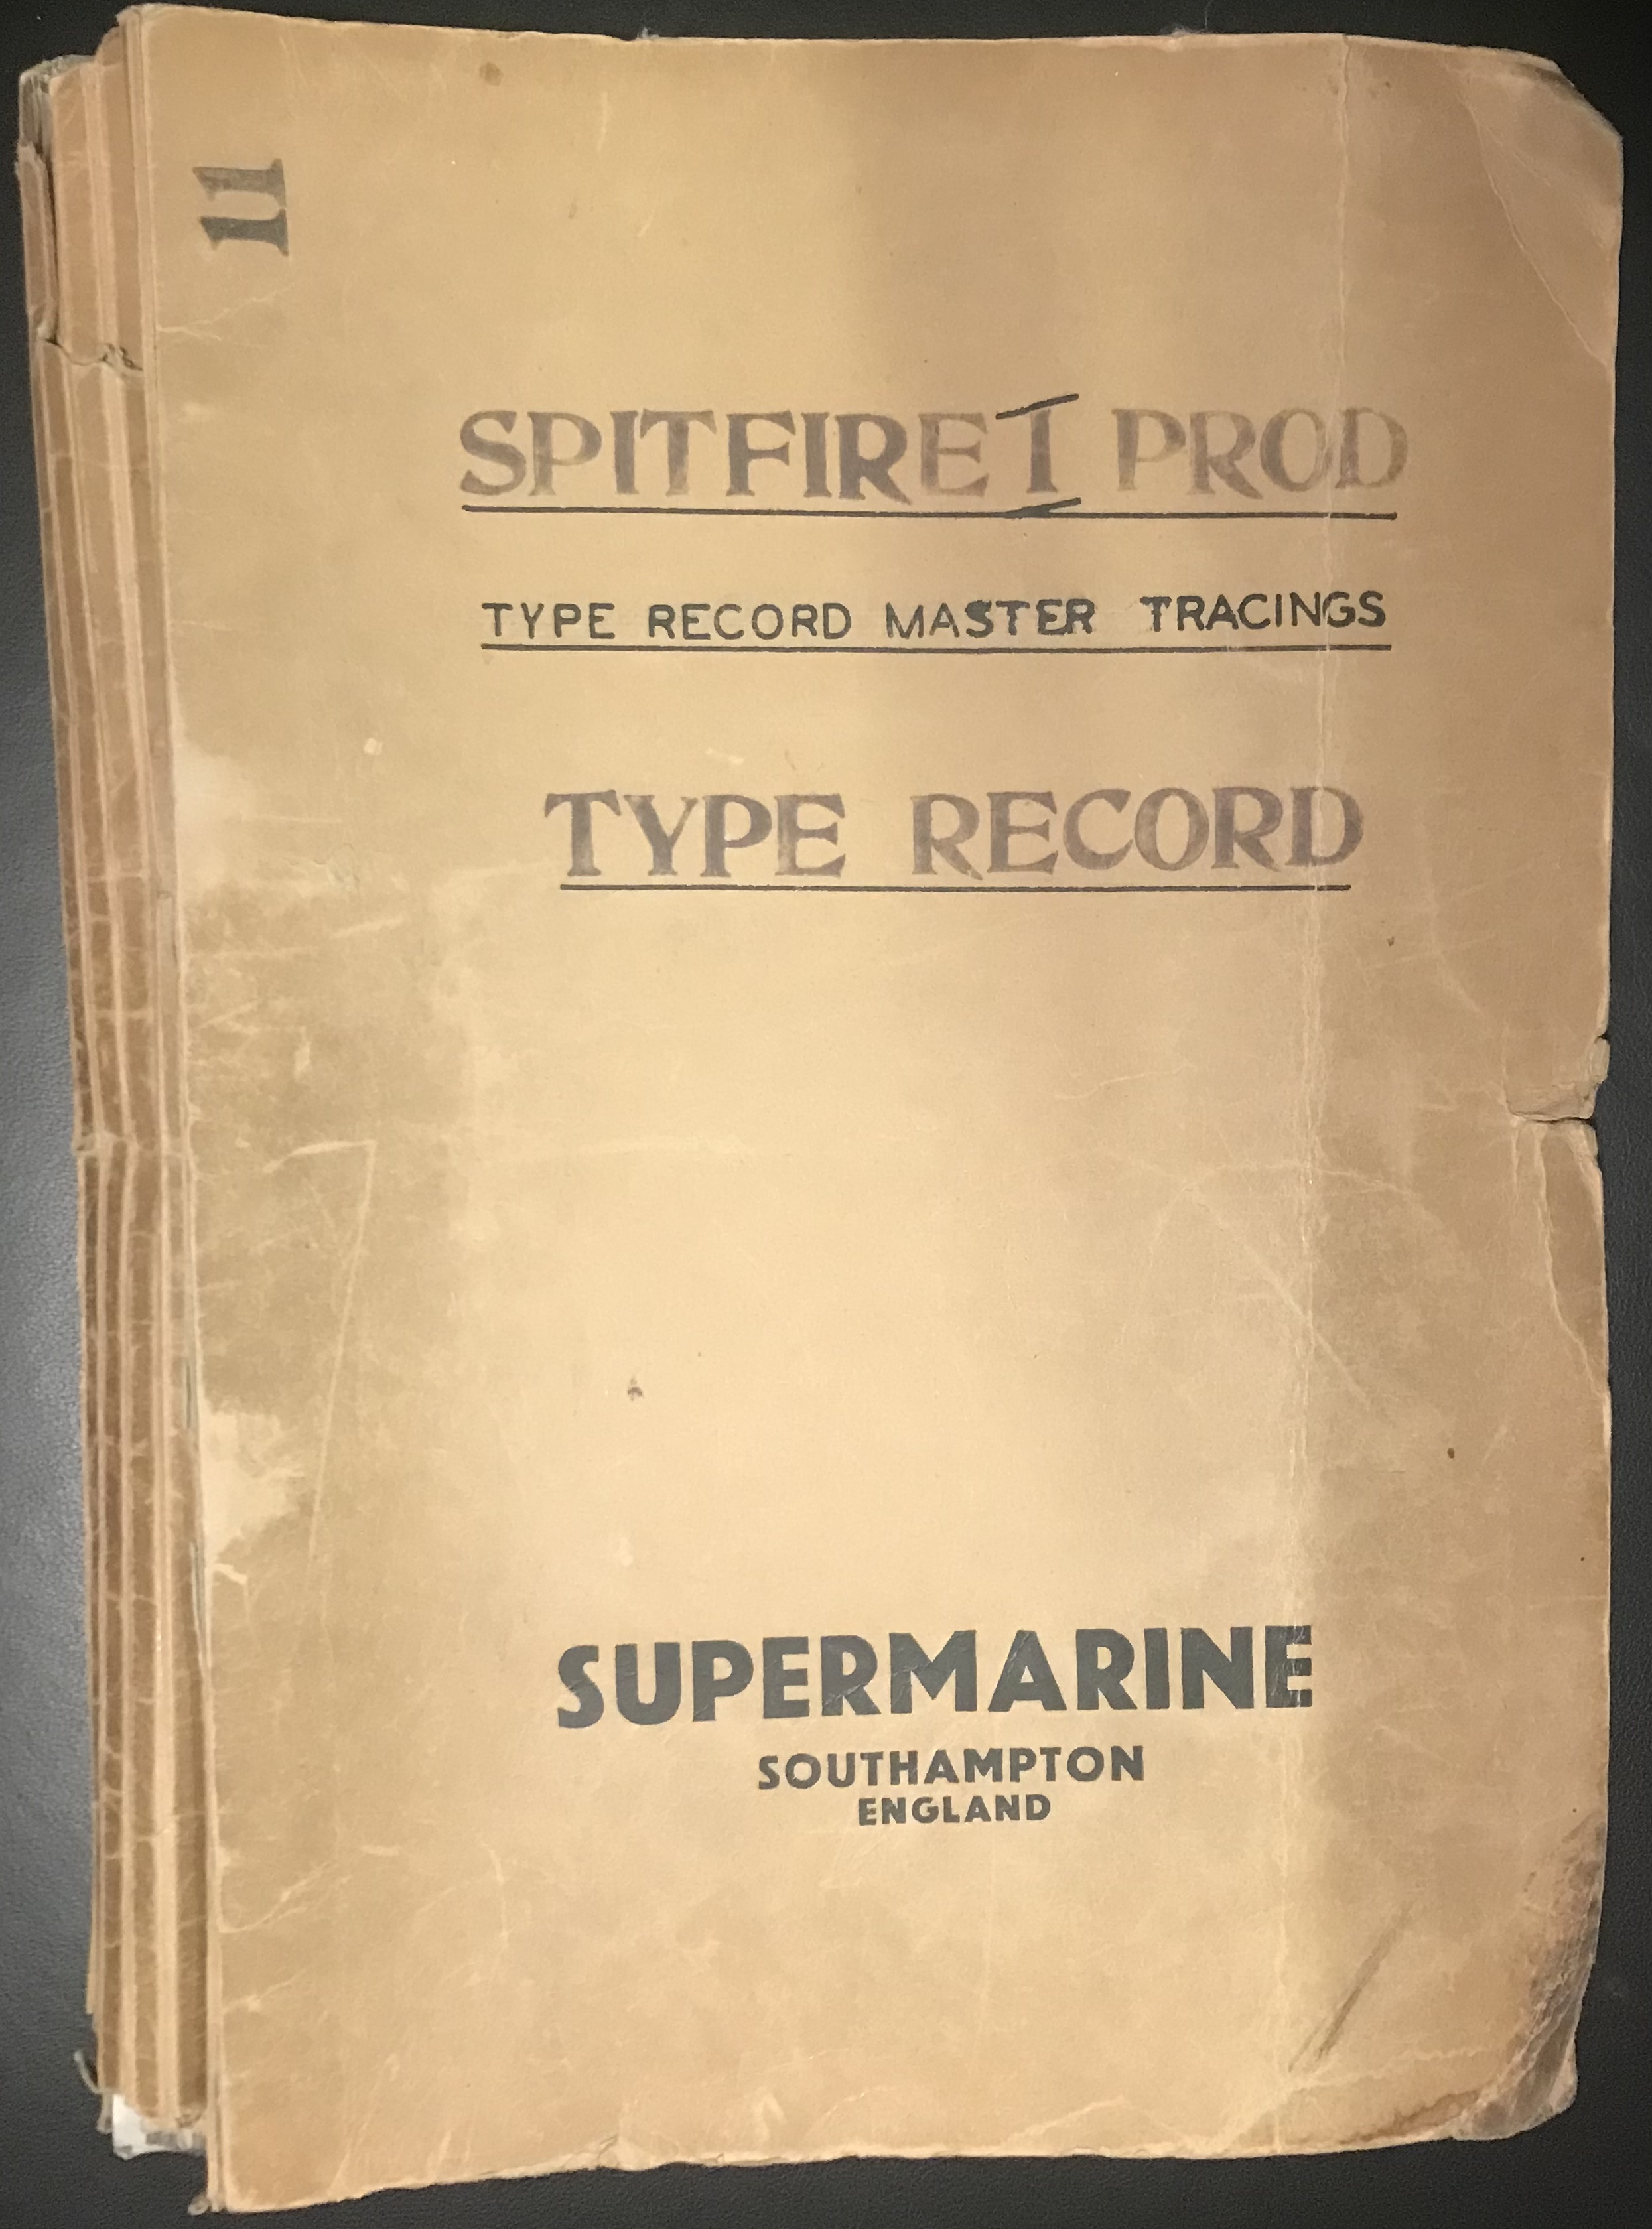 11
SPITFIRE I PROD
TYPE RECORD MASTER TRACINGS
TYPE RECORD
SUPERMARINE
SOUTHAMPTON
ENGLAND